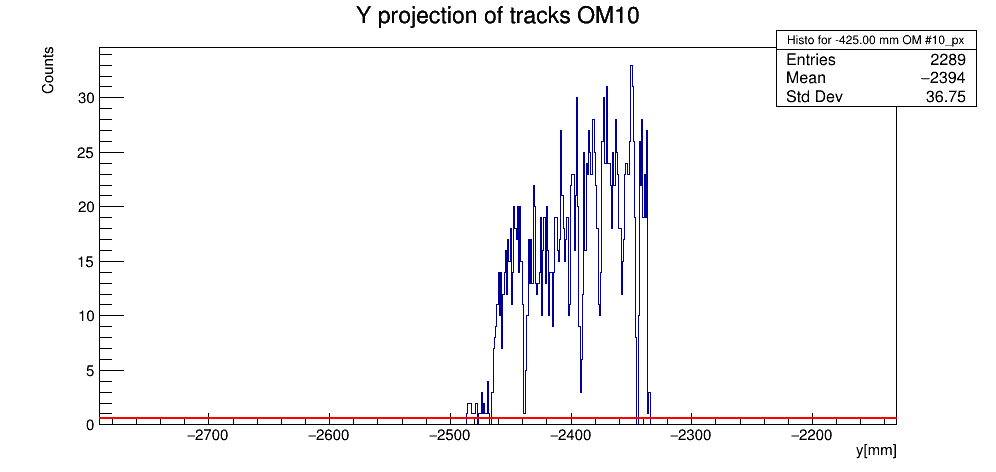 Y projection of tracks OM10
Histo for -425.00 mm OM #10_px
Entries 2289
Mean −2394
Std Dev 36.75
Counts
30
25
20
15
10
5
0
−2700 −2600 −2500 −2400 −2300 −2200
y[mm]